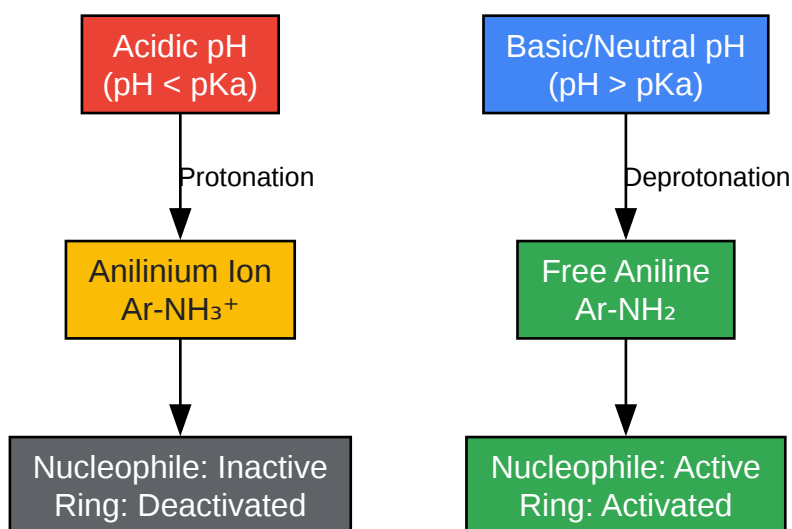 Acidic pH
(pH < pKa)
Basic/Neutral pH
(pH > pKa)
Protonation
Deprotonation
Anilinium Ion
Ar-NH₃⁺
Free Aniline
Ar-NH₂
Nucleophile: Inactive
Ring: Deactivated
Nucleophile: Active
Ring: Activated